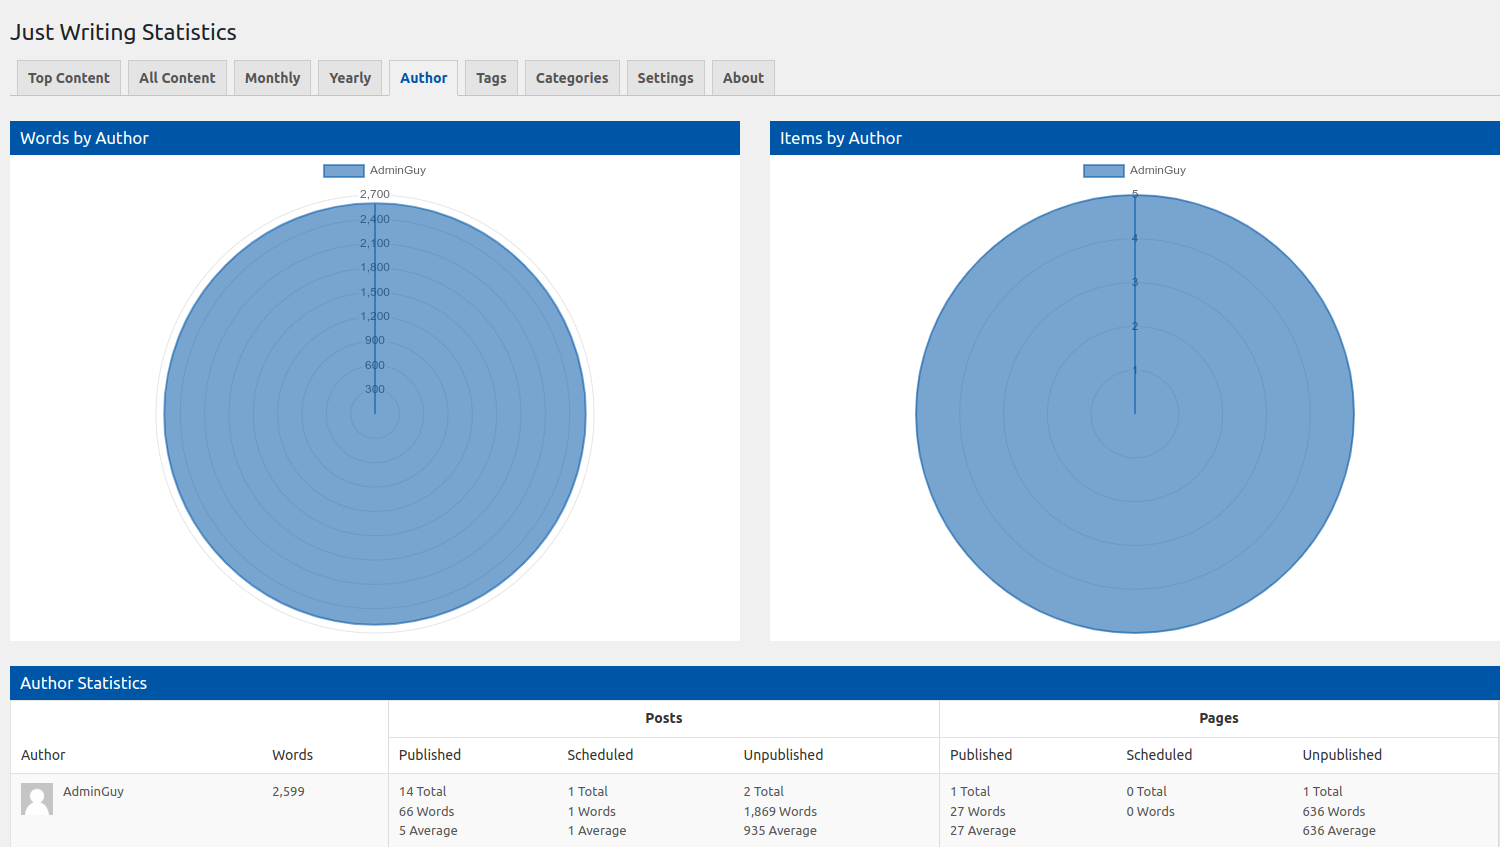 Just Writing Statistics
Top Content All Content Monthly Yearly Author Tags Categories Settings About
Words by Author
AdminGuy
2,700
2,400
2,100
1,800
1,500
1,200
900
600
300
Items by Author
AdminGuy
5
4
3
2
1
Author Statistics
Posts Pages
Author Words Published Scheduled Unpublished Published Scheduled Unpublished
AdminGuy 2,599 14 Total 1 Total 2 Total 1 Total 0 Total 1 Total
66 Words 1 Words 1,869 Words 27 Words 0 Words 636 Words
5 Average 1 Average 935 Average 27 Average 636 Average